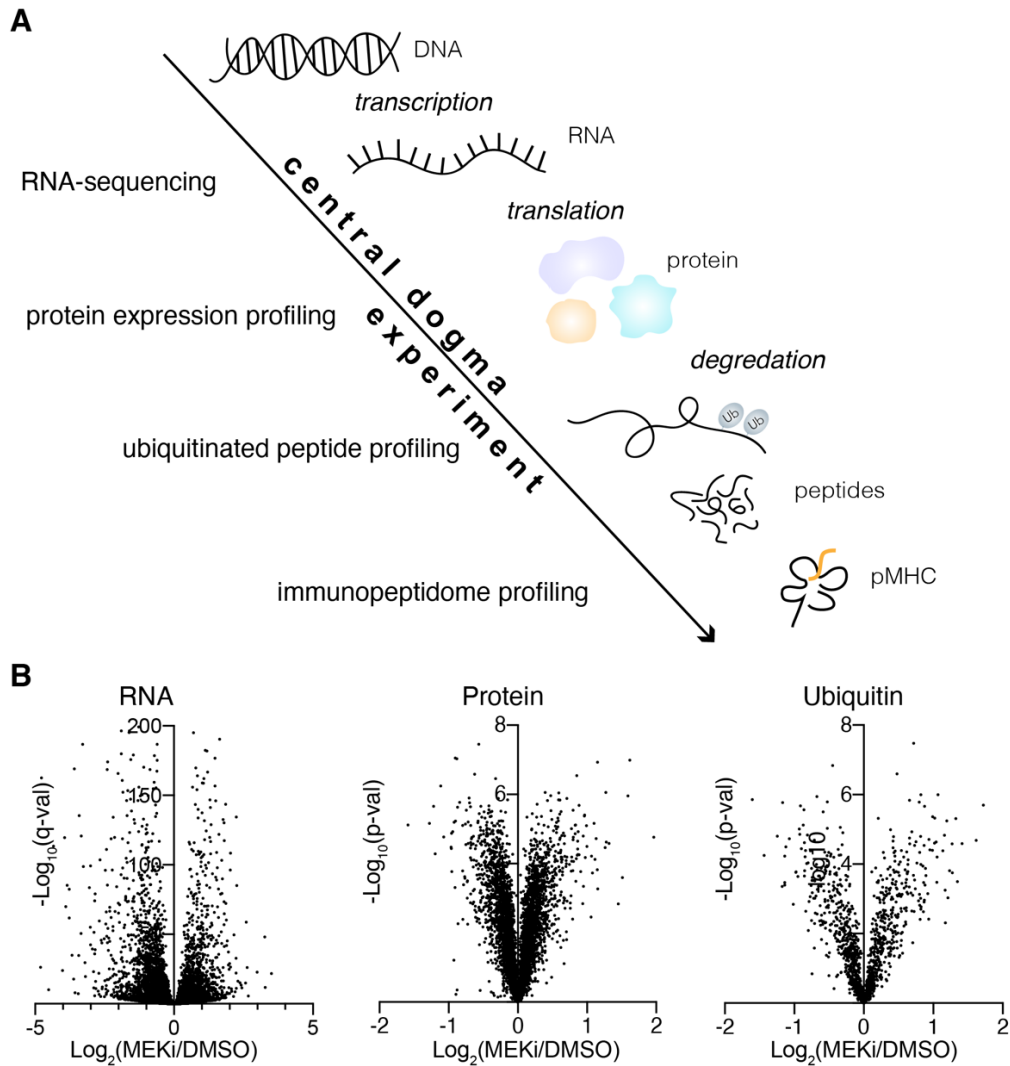 A
DNA
transcription
RNA
RNA-sequencing
central dogma
translation
protein
protein expression profiling
experiment
degredation
Ub Ub
ubiquitinated peptide profiling
peptides
immunopeptidome profiling
pMHC
B
RNA
200
150
100
-Log10(q-val)
-5 0 5
Log2(MEKi/DMSO)
Protein
8
6
-Log10(p-val)
-2 -1 0 1 2
Log2(MEKi/DMSO)
Ubiquitin
8
6
4
-log10
-Log10(p-val)
-2 -1 0 1 2
Log2(MEKi/DMSO)